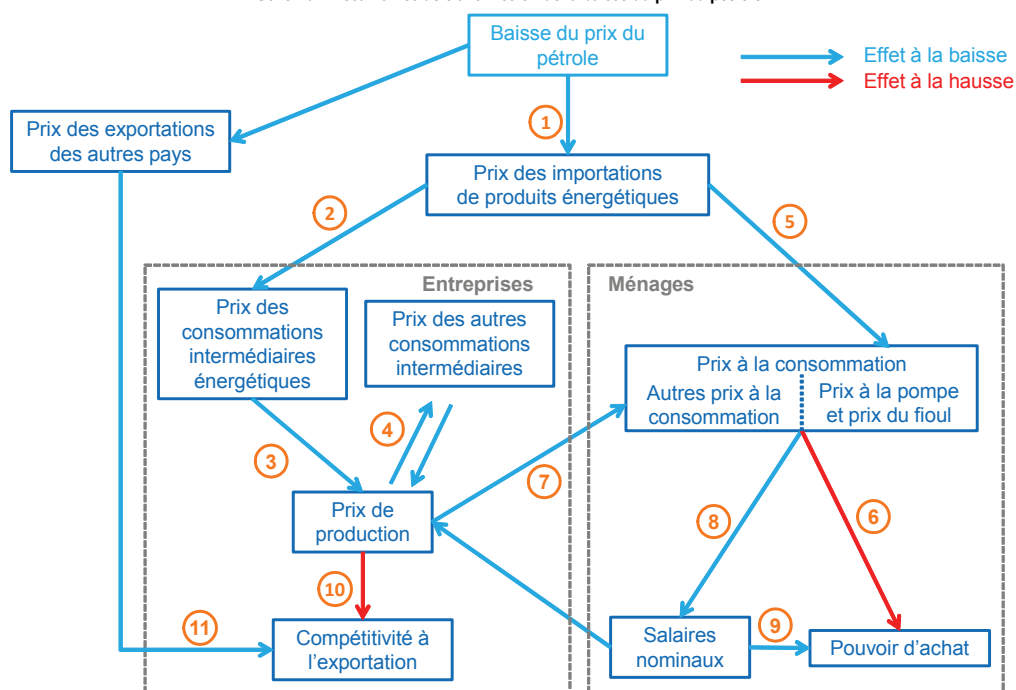 Baisse du prix du
pétrole
Effet à la baisse
Effet à la hausse
Prix des exportations
des autres pays
1
Prix des importations
de produits énergétiques
2
5
Entreprises
Ménages
Prix des
consommations
intermédiaires
énergétiques
Prix des autres
consommations
intermédiaires
Prix à la consommation
Autres prix à la
consommation
Prix à la pompe
et prix du fioul
4
3
7
8
6
Prix de
production
10
11
9
Compétitivité à
l'exportation
Salaires
nominaux
Pouvoir d'achat